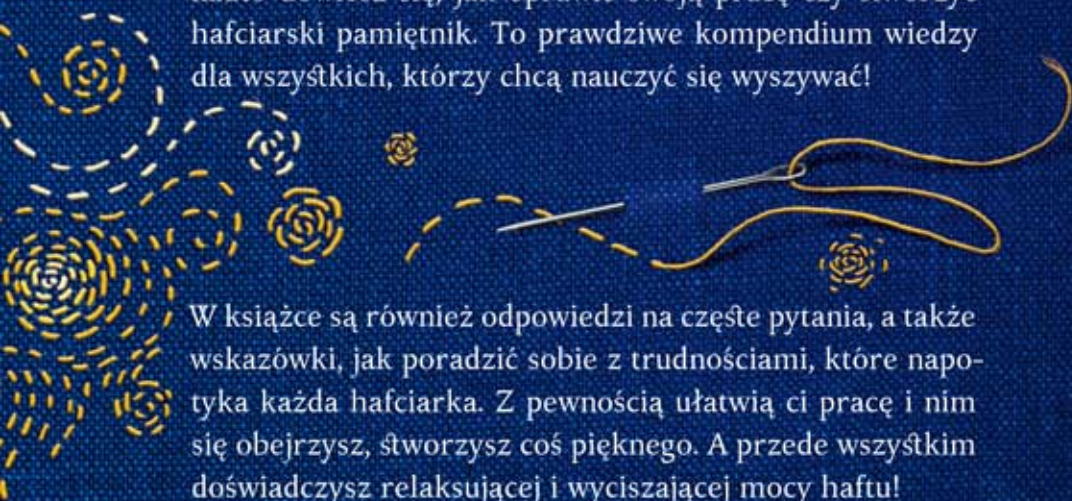 hafciarski pamiętnik. To prawdziwe kompendium wiedzy
dla wszystkich, którzy chcą nauczyć się wyszywać!
W książce są również odpowiedzi na częste pytania, a także
wskazówki, jak poradzić sobie z trudnościami, które napo-
tyka każda hafciarka. Z pewnością ułatwią ci pracę i nim
się obejrzysz, stworzysz coś pięknego. A przede wszystkim
doświadczysz relaksującej i wyciszającej mocy haftu!